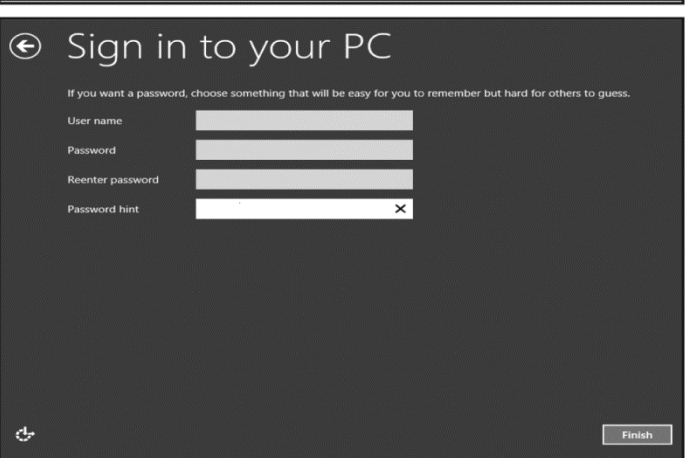 Sign in to your PC
If you want a password, choose something that will be easy for you to remember but hard for others to guess.
User name
Password
Reenter password
Password hint
Finish